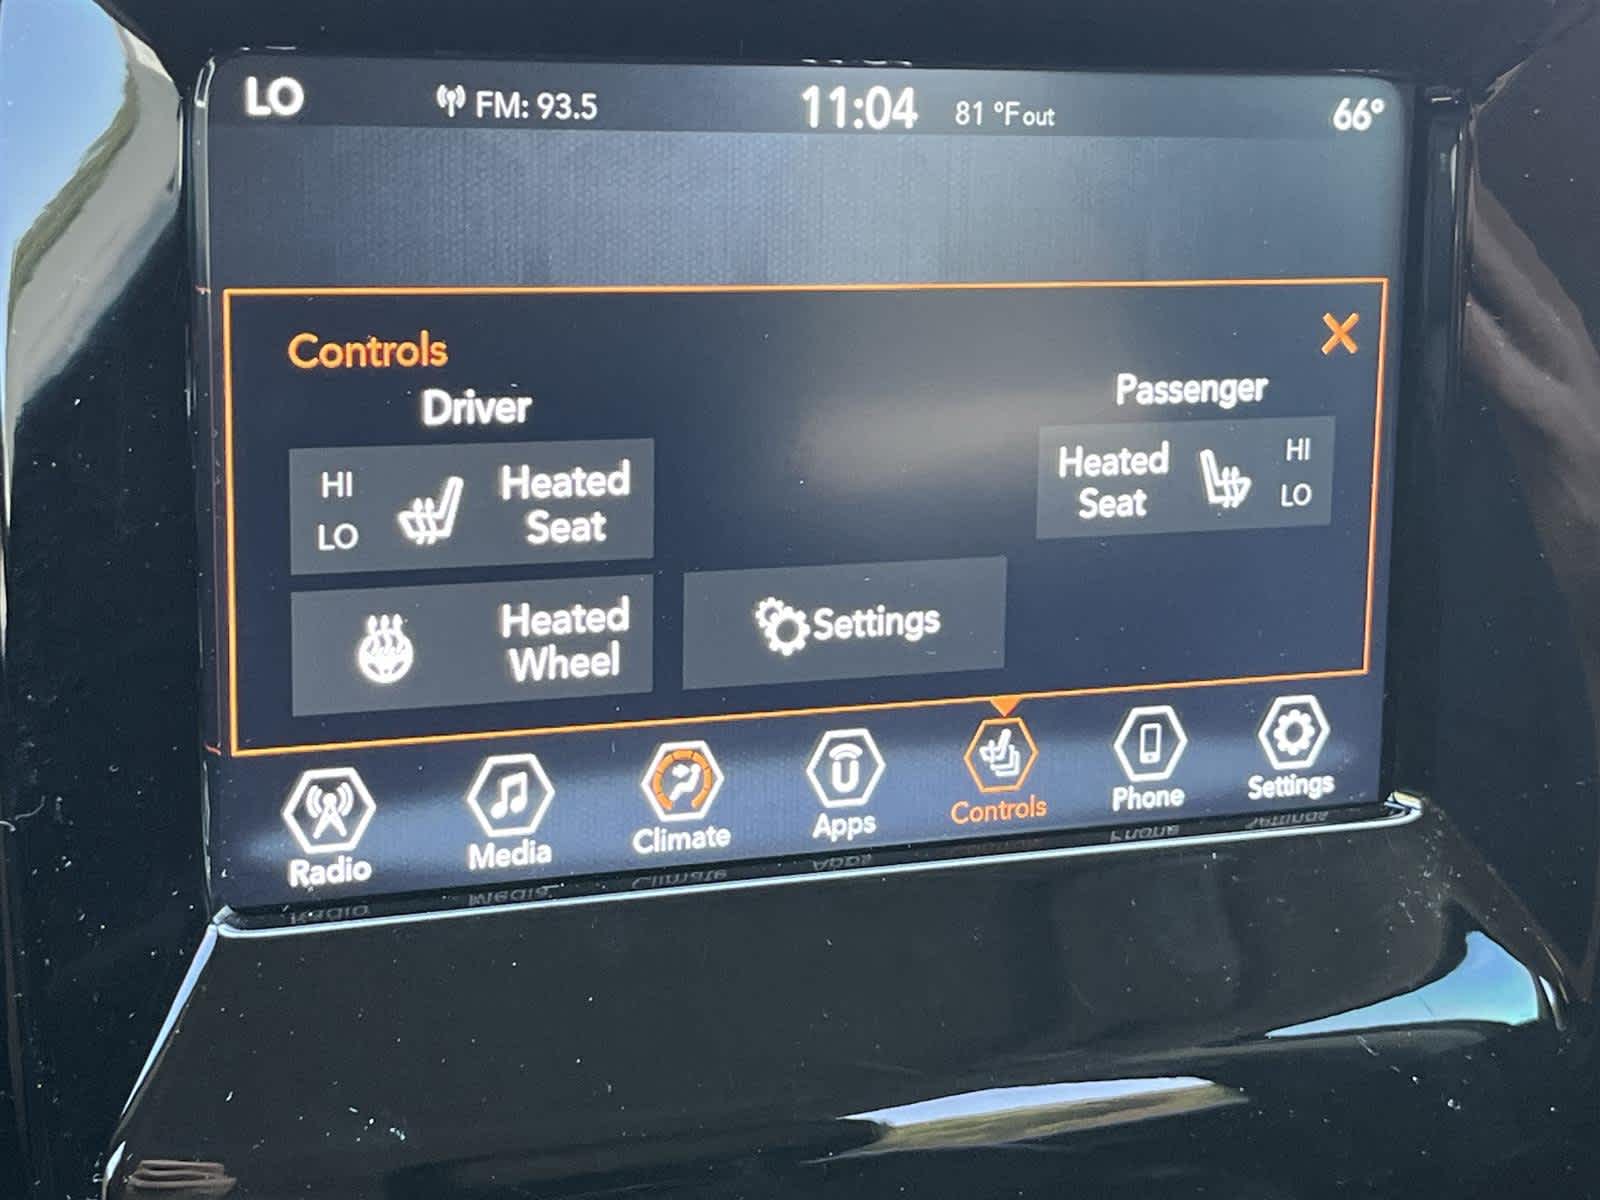 LO FM: 93.5 11:04 81 °F out 66°
Controls
Driver
Passenger
HI
LO
Heated
Seat
Heated
Seat
HI
LO
Heated
Wheel
Settings
Radio
Media
Climate
Apps
Controls
Phone
Settings